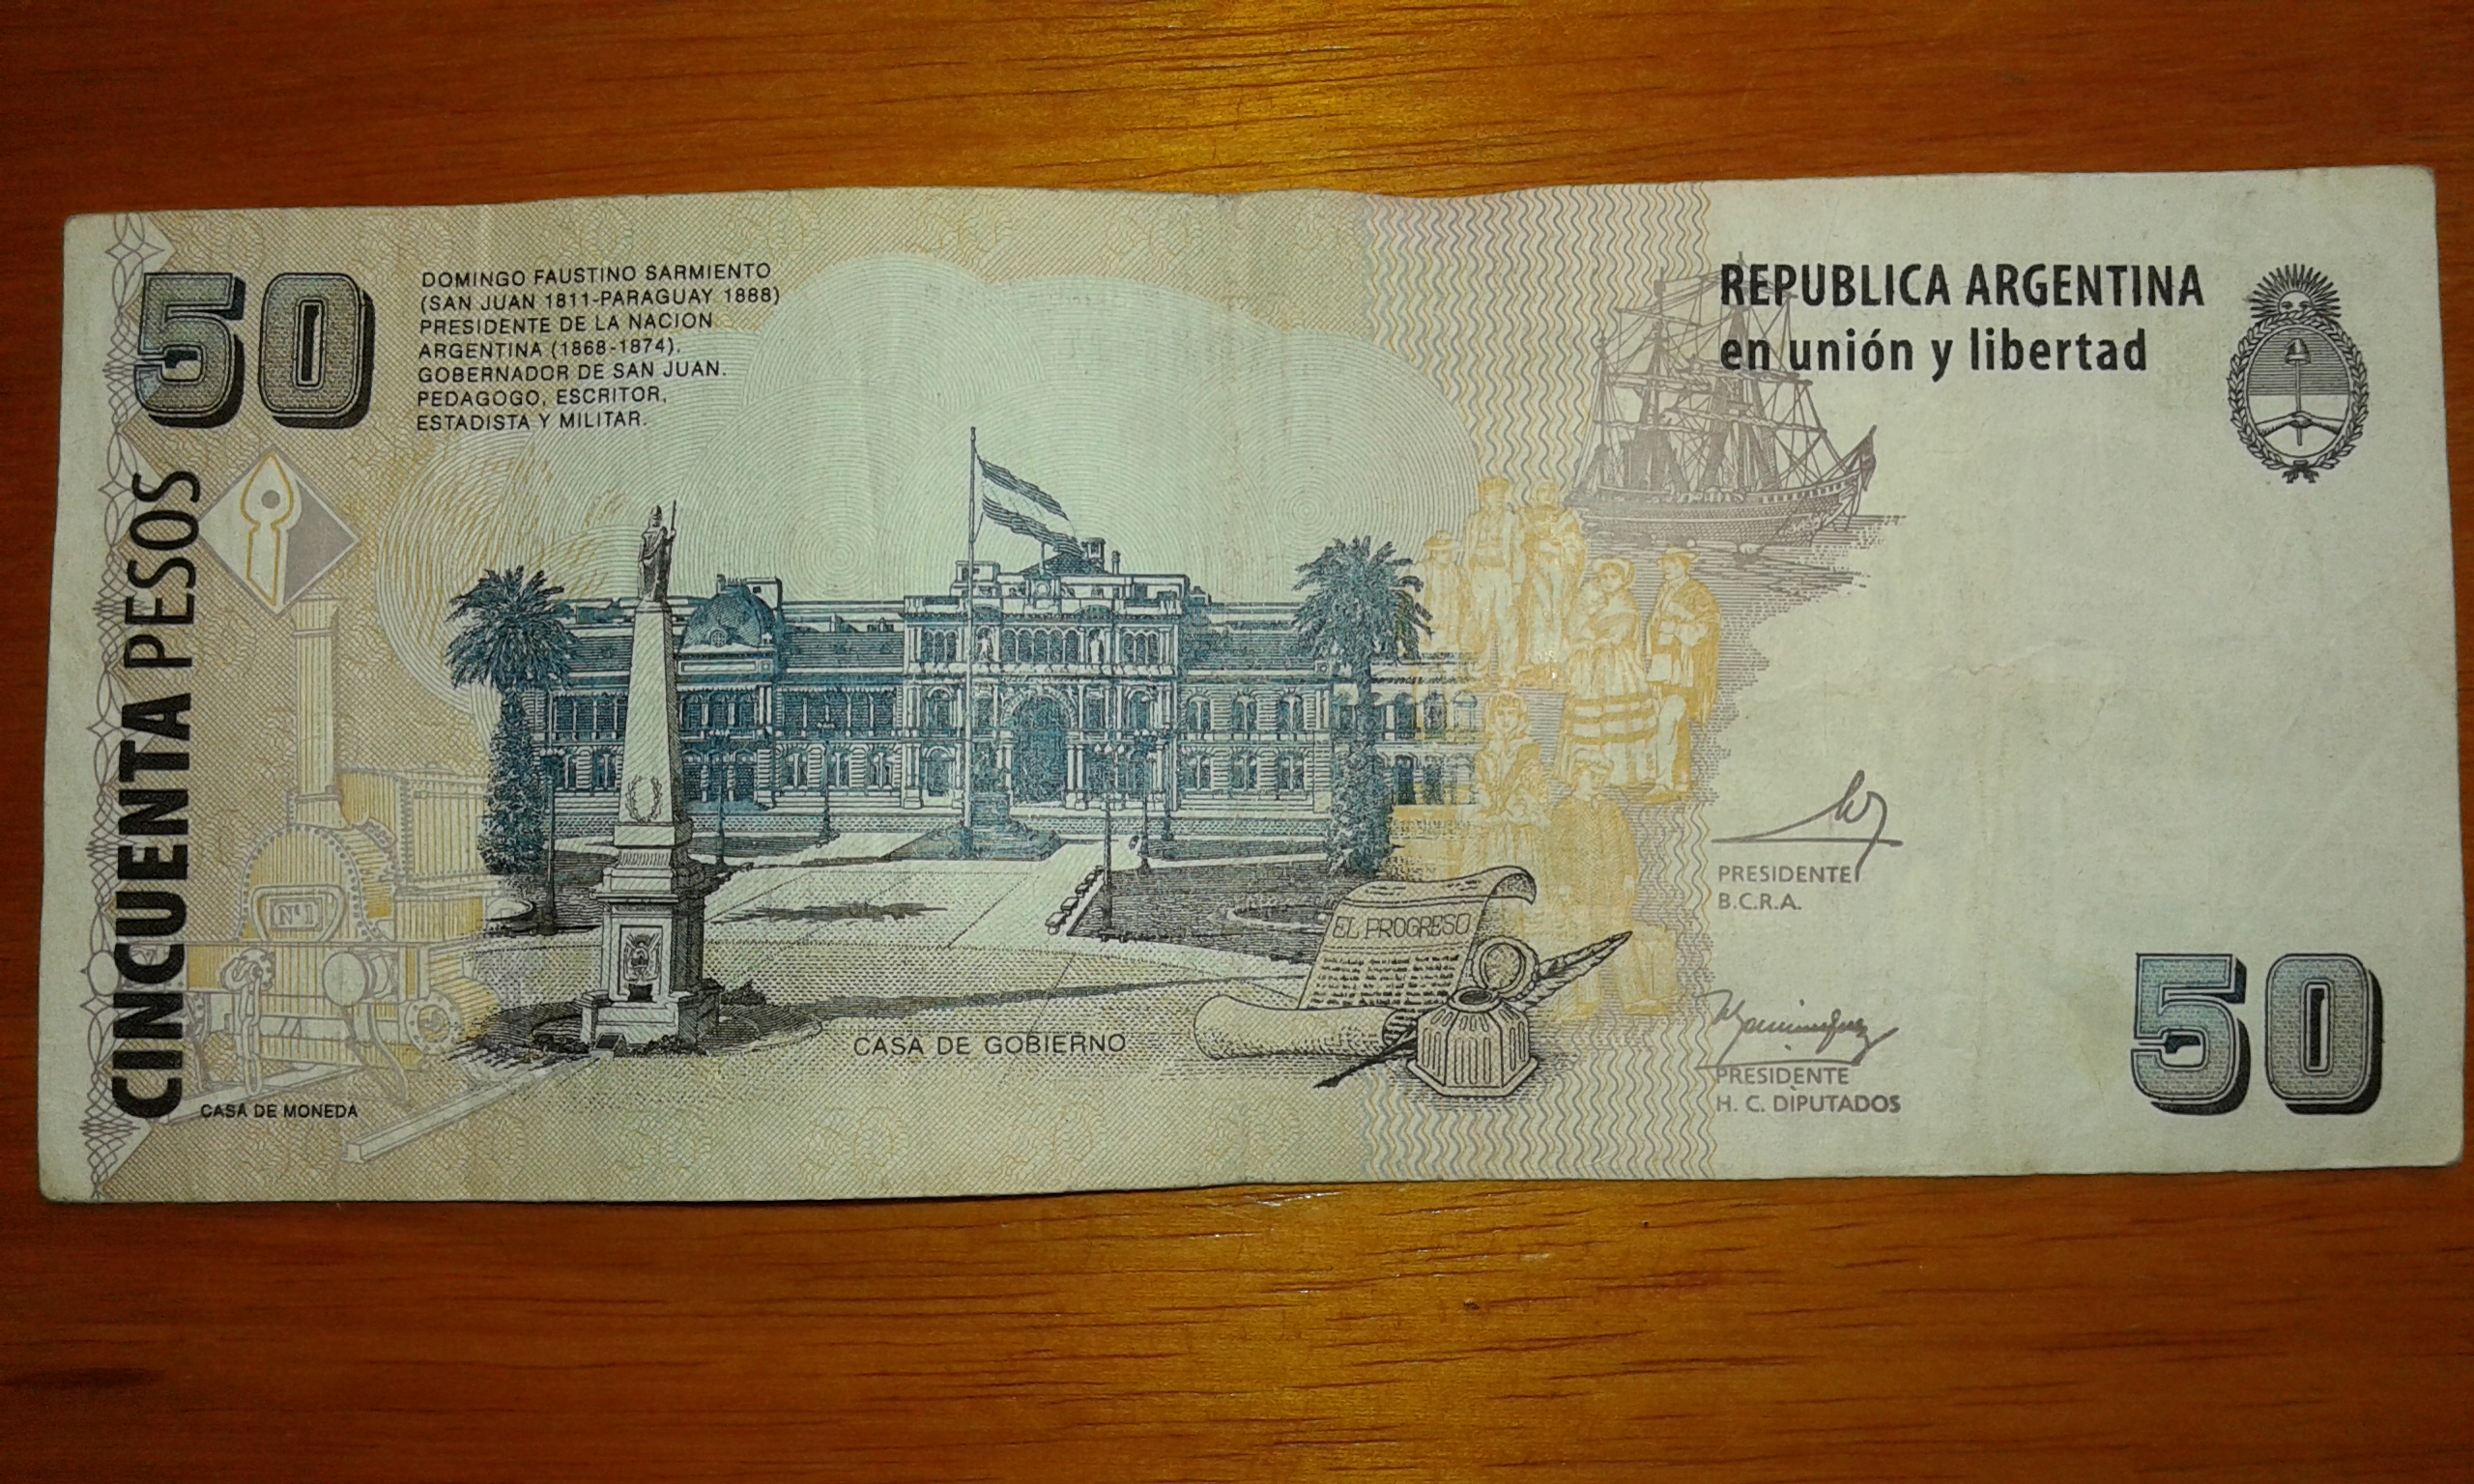 50
CINCUENTA PESOS
CASA DE MONEDA
Nº1
DOMINGO FAUSTINO SARMIENTO
(SAN JUAN 1811-PARAGUAY 1888)
PRESIDENTE DE LA NACION
ARGENTINA (1868-1874).
GOBERNADOR DE SAN JUAN.
PEDAGOGO, ESCRITOR,
ESTADISTA Y MILITAR.
CASA DE GOBIERNO
EL PROGRESO
REPUBLICA ARGENTINA
en unión y libertad
PRESIDENTE
B.C.R.A.
PRESIDENTE
H. C. DIPUTADOS
50